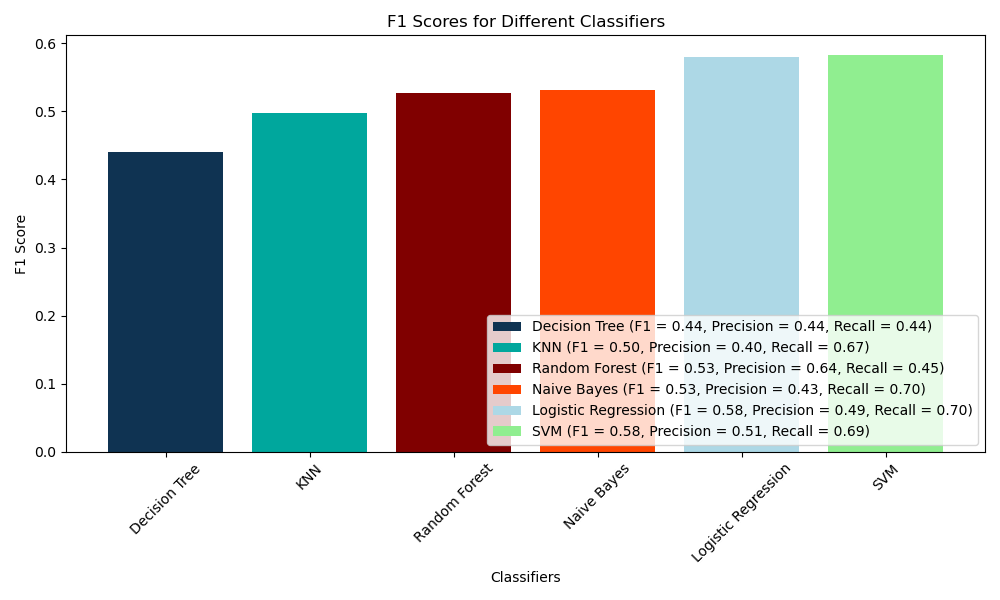 F1 Scores for Different Classifiers
F1 Score
0.6
0.5
0.4
0.3
0.2
0.1
0.0
Decision Tree (F1 = 0.44, Precision = 0.44, Recall = 0.44)
KNN (F1 = 0.50, Precision = 0.40, Recall = 0.67)
Random Forest (F1 = 0.53, Precision = 0.64, Recall = 0.45)
Naive Bayes (F1 = 0.53, Precision = 0.43, Recall = 0.70)
Logistic Regression (F1 = 0.58, Precision = 0.49, Recall = 0.70)
SVM (F1 = 0.58, Precision = 0.51, Recall = 0.69)
Decision Tree
KNN
Random Forest
Naive Bayes
Logistic Regression
SVM
Classifiers